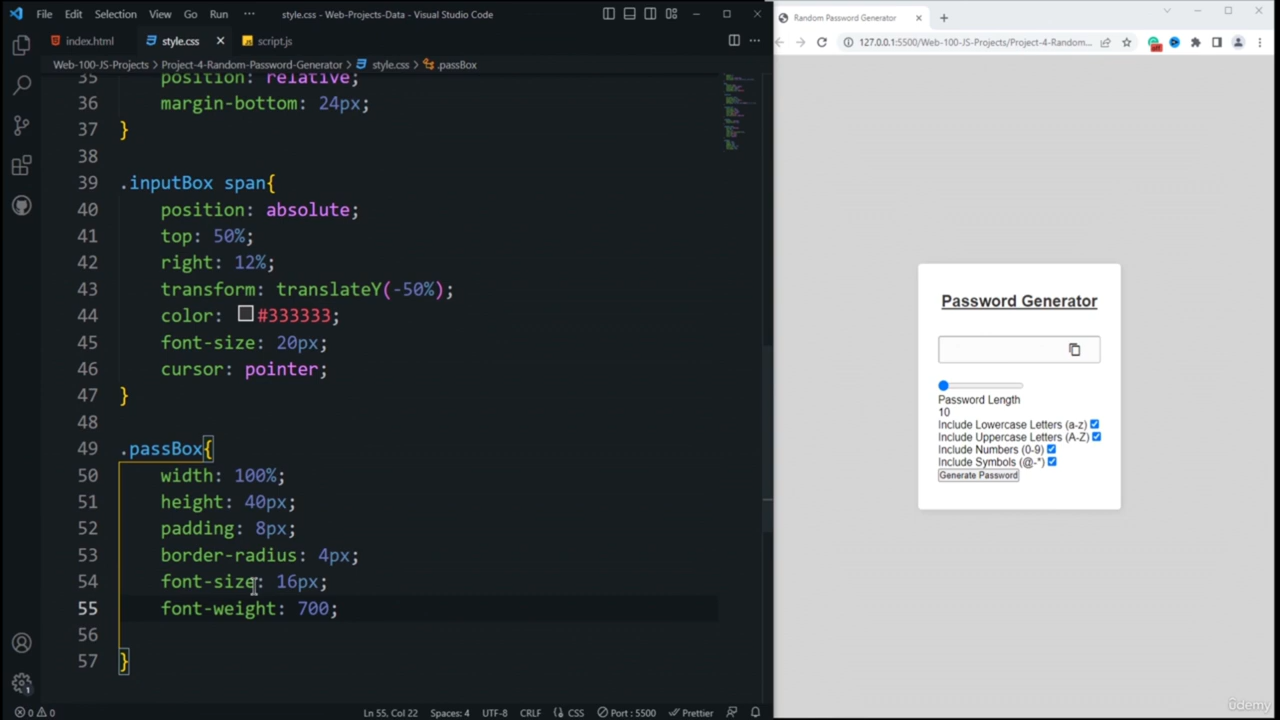 File Edit Selection View Go Run ··· style.css - Web-Projects-Data - Visual Studio Code
index.html style.css script.js
Web-100-JS-Projects > Project-4-Random-Password-Generator > style.css > .passBox
35 position: relative;
36 margin-bottom: 24px;
37 }
38
39 .inputBox span{
40 position: absolute;
41 top: 50%;
42 right: 12%;
43 transform: translateY(-50%);
44 color: #333333;
45 font-size: 20px;
46 cursor: pointer;
47 }
48
49 .passBox{
50 width: 100%;
51 height: 40px;
52 padding: 8px;
53 border-radius: 4px;
54 font-size: 16px;
55 font-weight: 700;
56
57 }
1
0 0 Ln 55, Col 22 Spaces: 4 UTF-8 CRLF CSS Port : 5500 Prettier
Random Password Generator
127.0.0.1:5500/Web-100-JS-Projects/Project-4-Random...
Password Generator
Password Length
10
Include Lowercase Letters (a-z)
Include Uppercase Letters (A-Z)
Include Numbers (0-9)
Include Symbols (@-*)
Generate Password
ûdemy